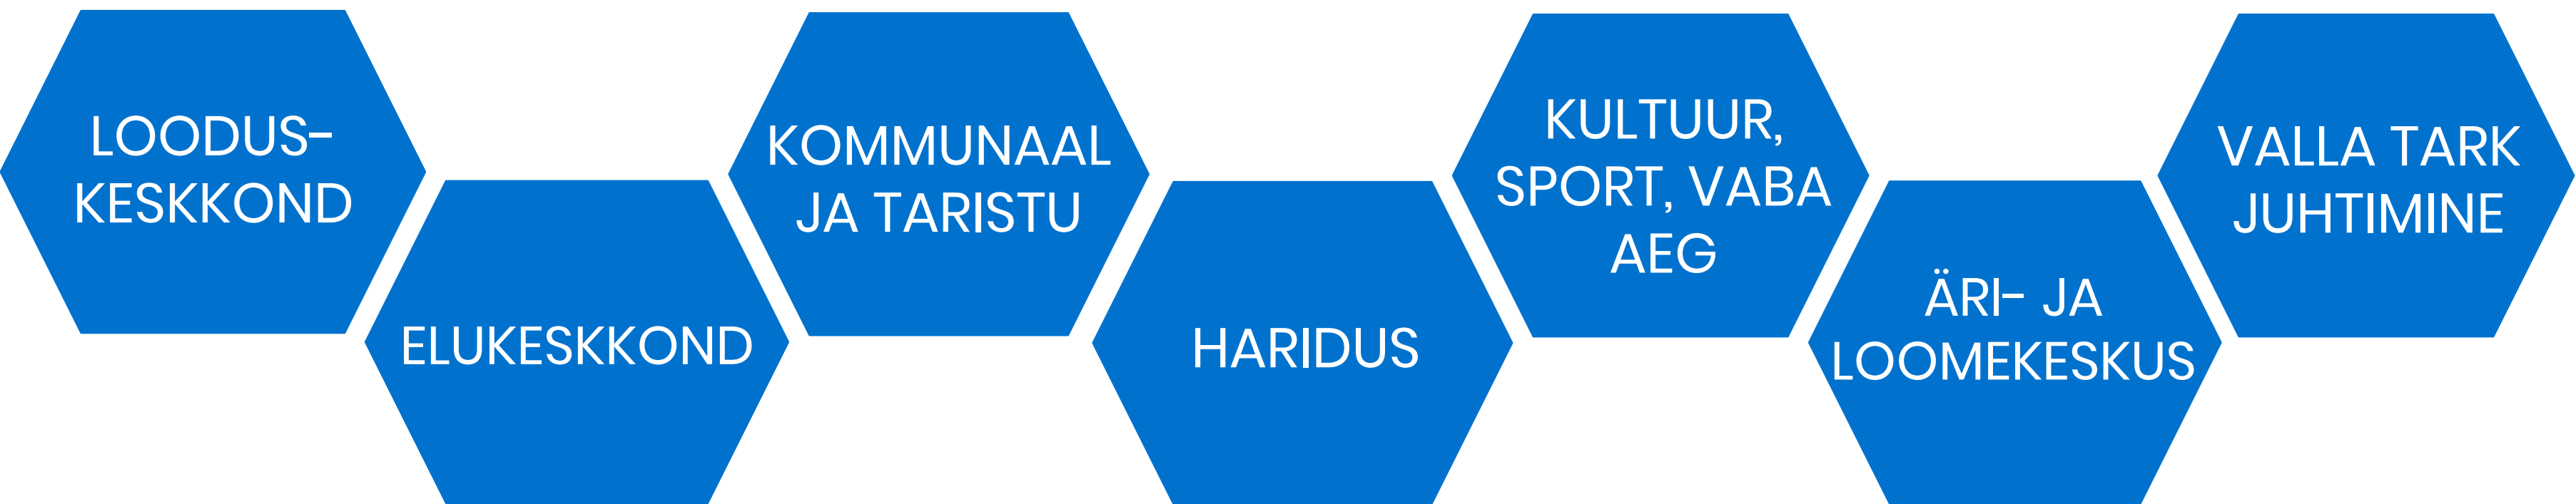 LOODUS-
KESKKOND
ELUKESKKOND
KOMMUNAAL
JA TARISTU
HARIDUS
KULTUUR,
SPORT, VABA
AEG
ÄRI- JA
LOOMEKESKUS
VALLA TARK
JUHTIMINE